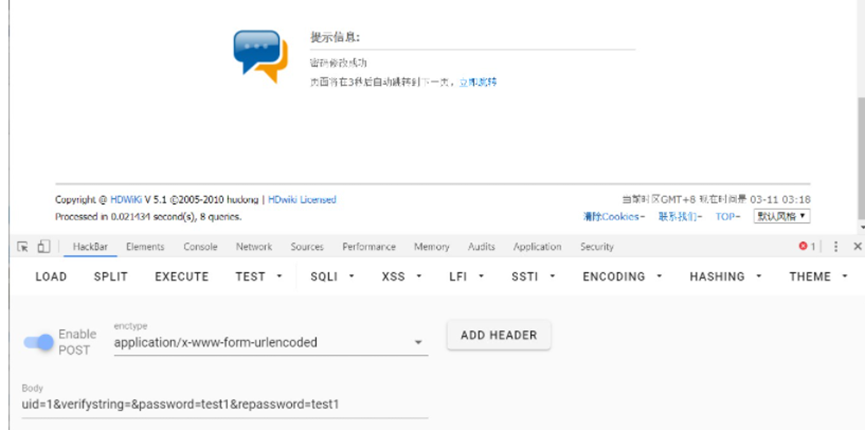 提示信息:
密码修改成功
页面将在3秒后自动跳转到下一页，立即跳转
Copyright @ HDWiKi V 5.1 ©2005-2010 hudong | HDwiki Licensed
当前时区GMT+8 现在时间是 03-11 03:18
Processed in 0.021434 second(s), 8 queries.
清除Cookies- 联系我们- TOP- 默认风格
HackBar Elements Console Network Sources Performance Memory Audits Application Security 1
LOAD SPLIT EXECUTE TEST SQLI XSS LFI SSTI ENCODING HASHING THEME
Enable POST
enctype
application/x-www-form-urlencoded
ADD HEADER
Body
uid=1&verifystring=&password=test1&repassword=test1